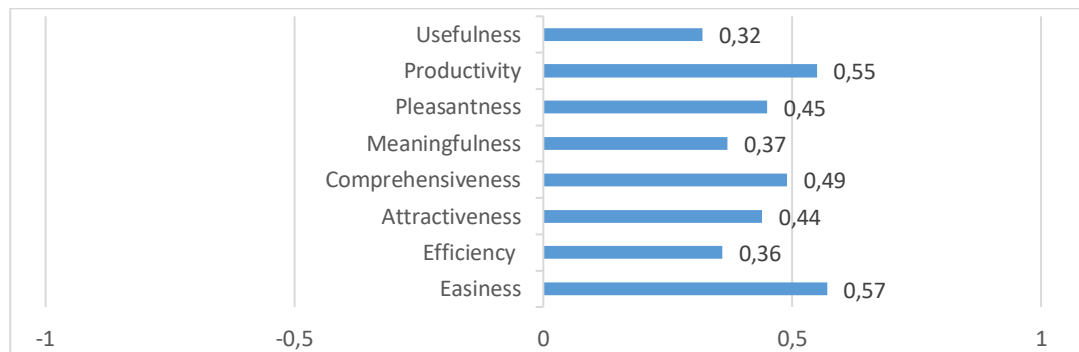 Usefulness 0,32
Productivity 0,55
Pleasantness 0,45
Meaningfulness 0,37
Comprehensiveness 0,49
Attractiveness 0,44
Efficiency 0,36
Easiness 0,57
-1 -0,5 0 0,5 1